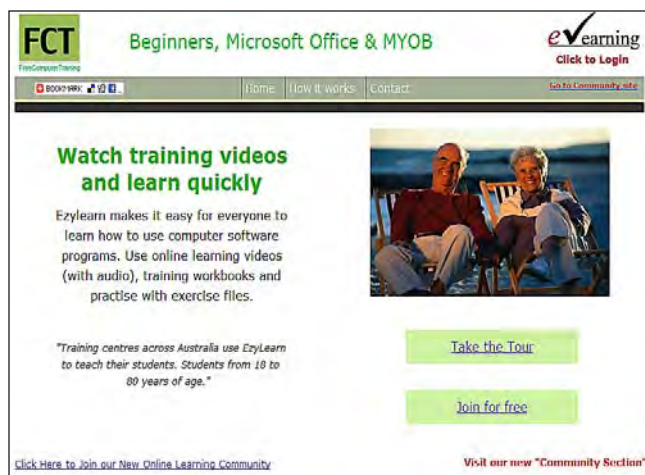 FCT
FreeComputerTraining
Beginners, Microsoft Office & MYOB
eLearning
Click to Login
BOOKMARK
Home
How it works
Contact
Go to Community site
Watch training videos
and learn quickly
Ezylearn makes it easy for everyone to
learn how to use computer software
programs. Use online learning videos
(with audio), training workbooks and
practise with exercise files.
"Training centres across Australia use EzyLearn
to teach their students. Students from 18 to
80 years of age."
Take the Tour
Join for free
Click Here to Join our New Online Learning Community
Visit our new "Community Section"